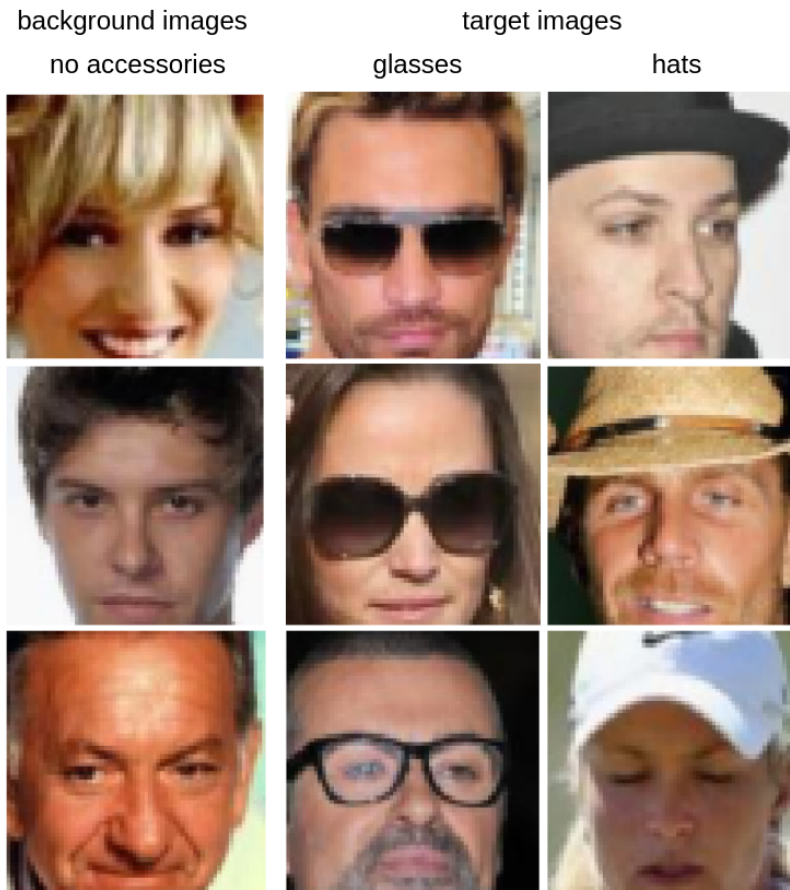 background images
target images
no accessories
glasses
hats